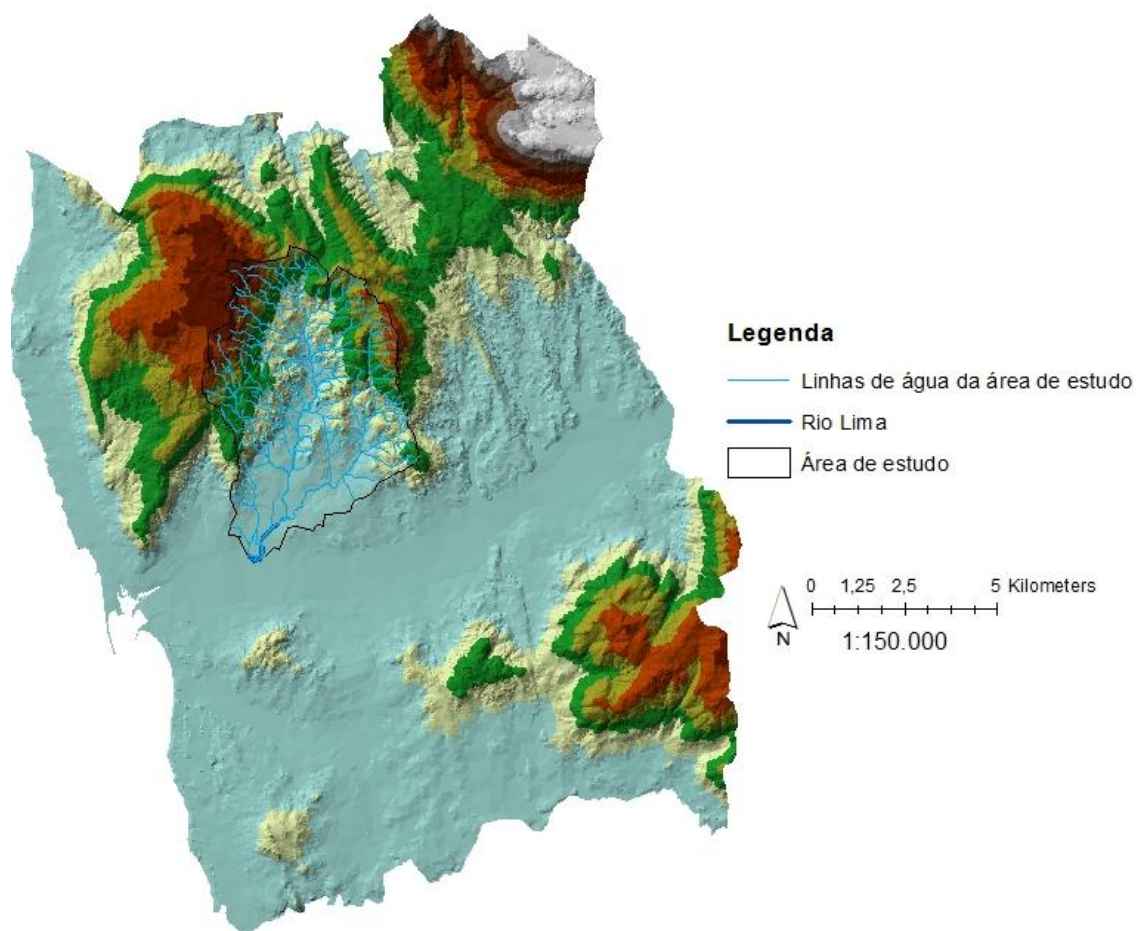 Legenda
Linhas de água da área de estudo
Rio Lima
Área de estudo
0 1,25 2,5 5 Kilometers
N
1:150.000